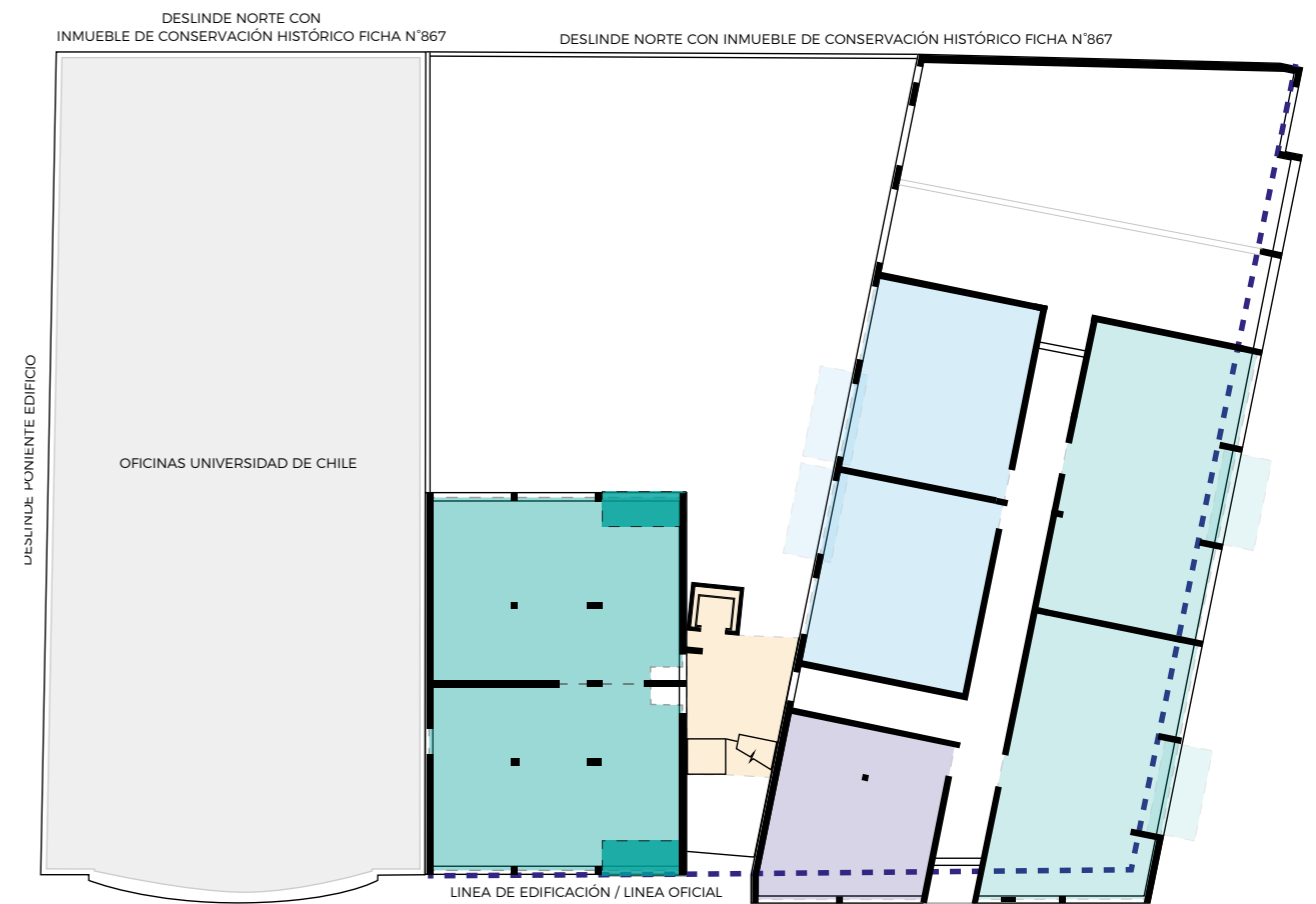 DESLINDE NORTE CON
INMUEBLE DE CONSERVACIÓN HISTÓRICO FICHA N°867
DESLINDE NORTE CON INMUEBLE DE CONSERVACIÓN HISTÓRICO FICHA N°867
DESLINDE PONIENTE EDIFICIO
OFICINAS UNIVERSIDAD DE CHILE
LINEA DE EDIFICACIÓN / LINEA OFICIAL